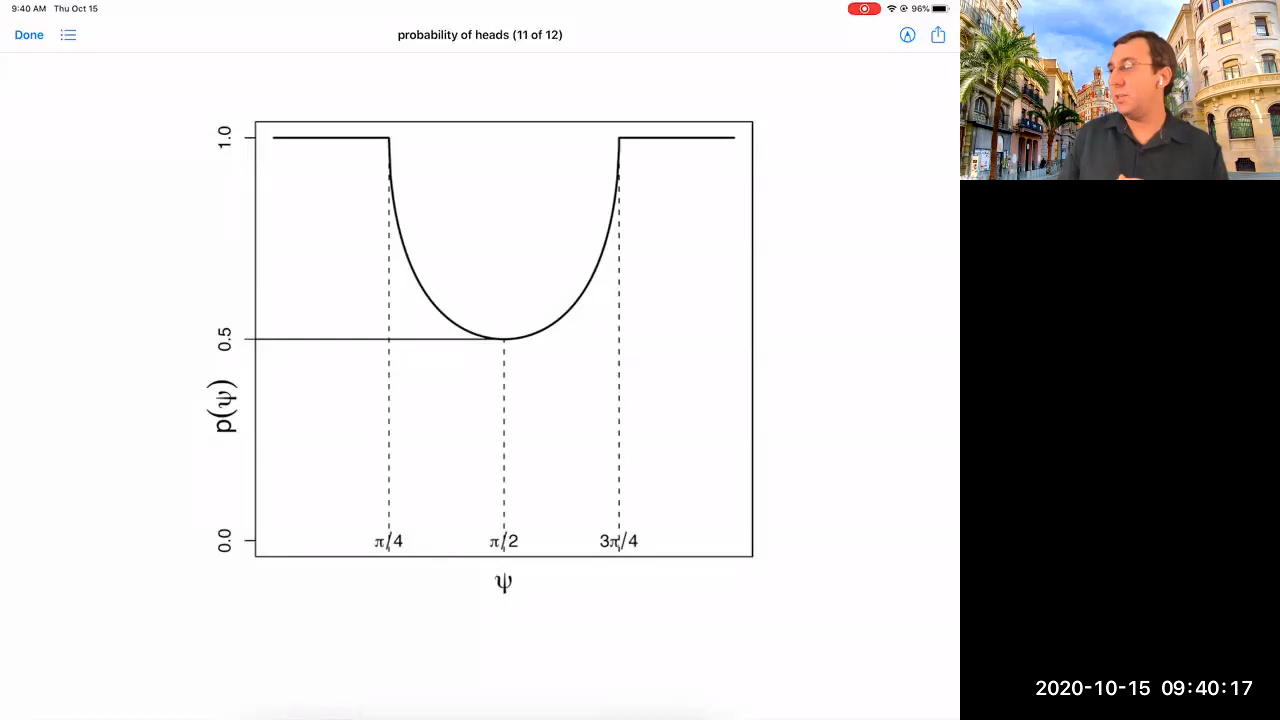 9:40 AM Thu Oct 15
96%
Done
probability of heads (11 of 12)
1.0
0.5
p(ψ)
0.0
π/4
π/2
3π/4
ψ
2020-10-15 09:40:17